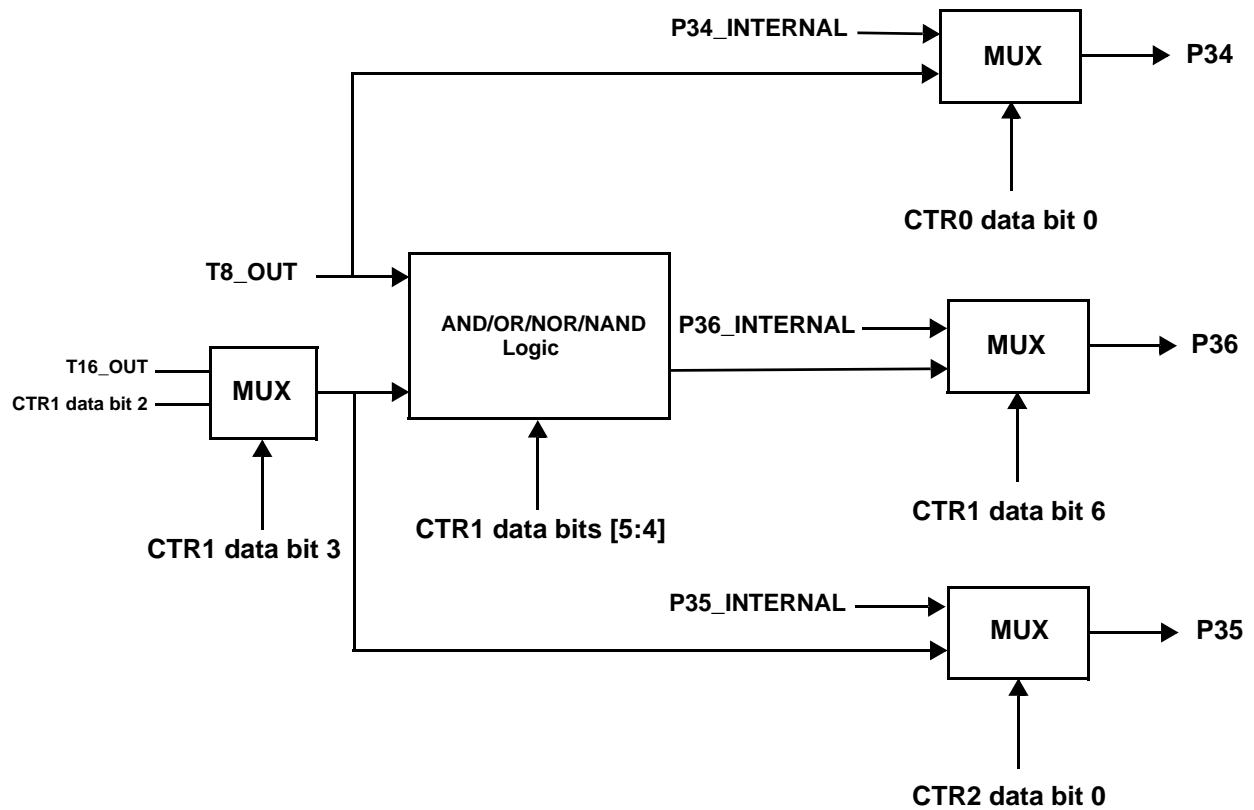 P34_INTERNAL
MUX
P34
CTR0 data bit 0
T8_OUT
AND/OR/NOR/NAND
Logic
P36_INTERNAL
MUX
P36
T16_OUT
CTR1 data bit 2
MUX
CTR1 data bit 3
CTR1 data bits [5:4]
CTR1 data bit 6
P35_INTERNAL
MUX
P35
CTR2 data bit 0